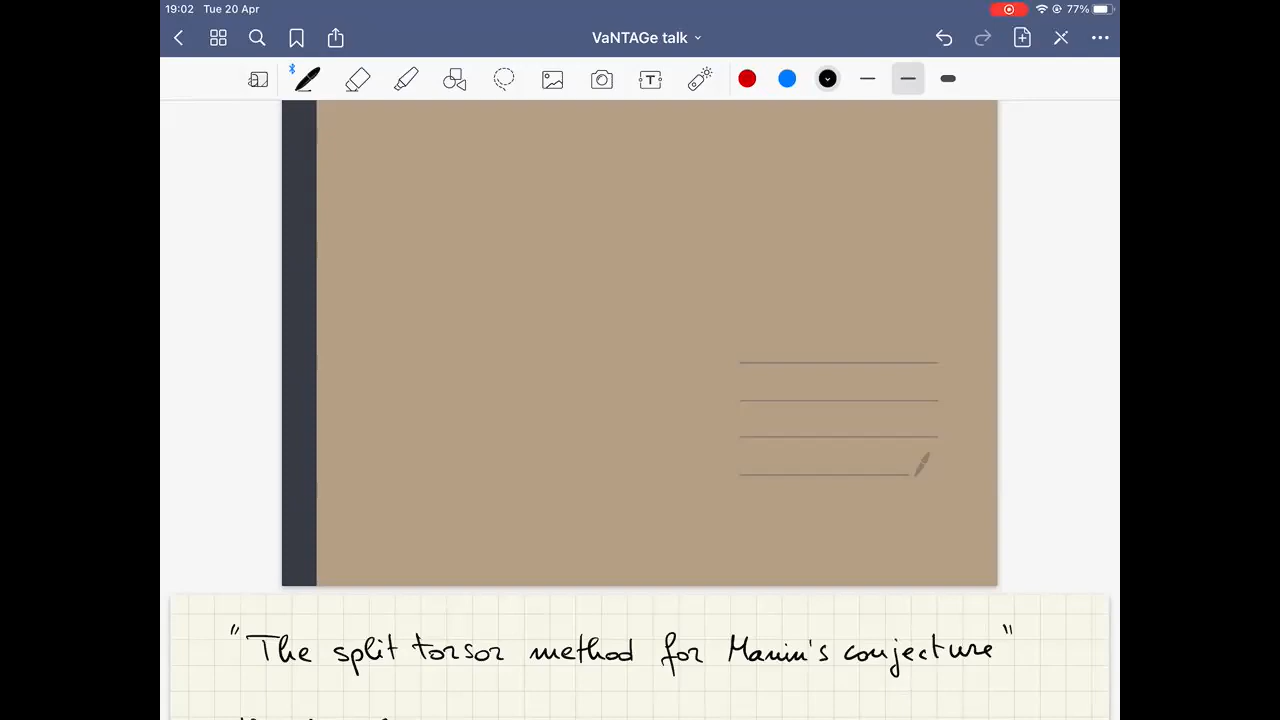 19:02 Tue 20 Apr 77%
VaNTAGe talk
T
"The split torsor method for Manin's conjecture"